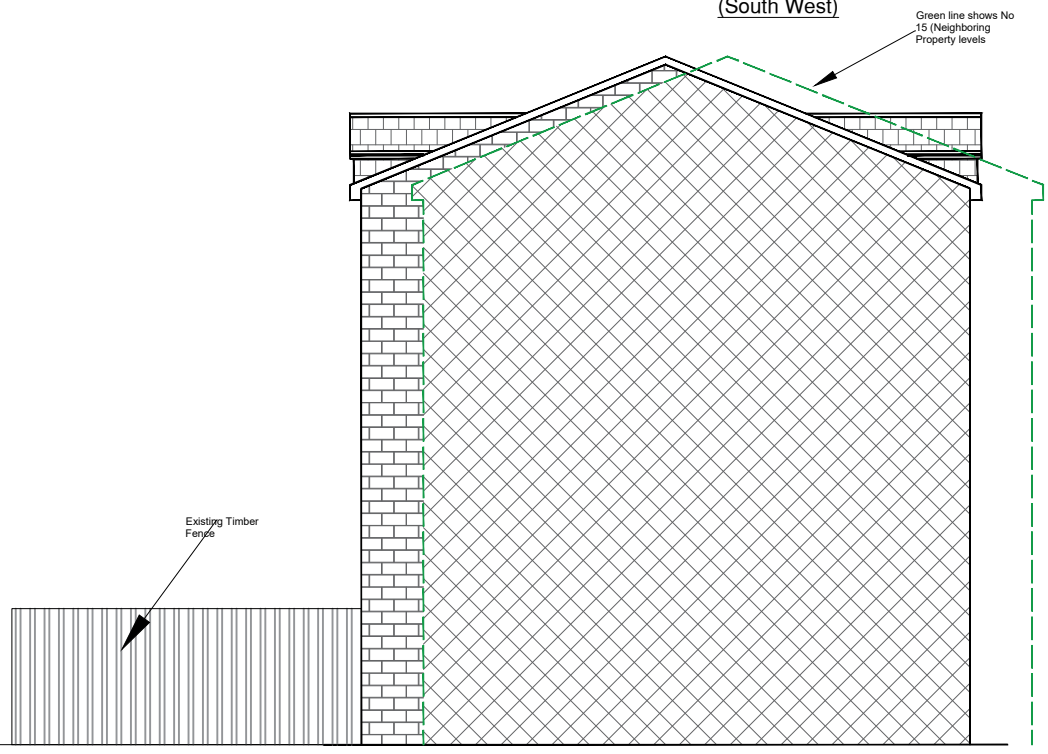 (South West)
Green line shows No
15 (Neighboring
Property levels
Existing Timber
Fence